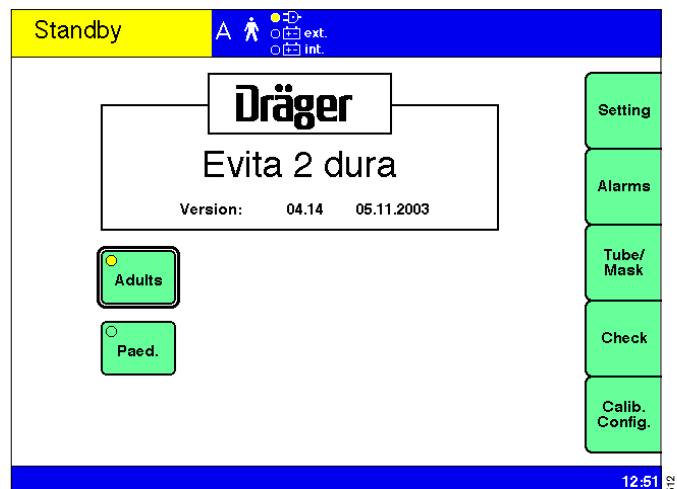 Standby
A
ext.
int.
Dräger
Evita 2 dura
Version: 04.14 05.11.2003
Adults
Paed.
Setting
Alarms
Tube/
Mask
Check
Calib.
Config.
12:51